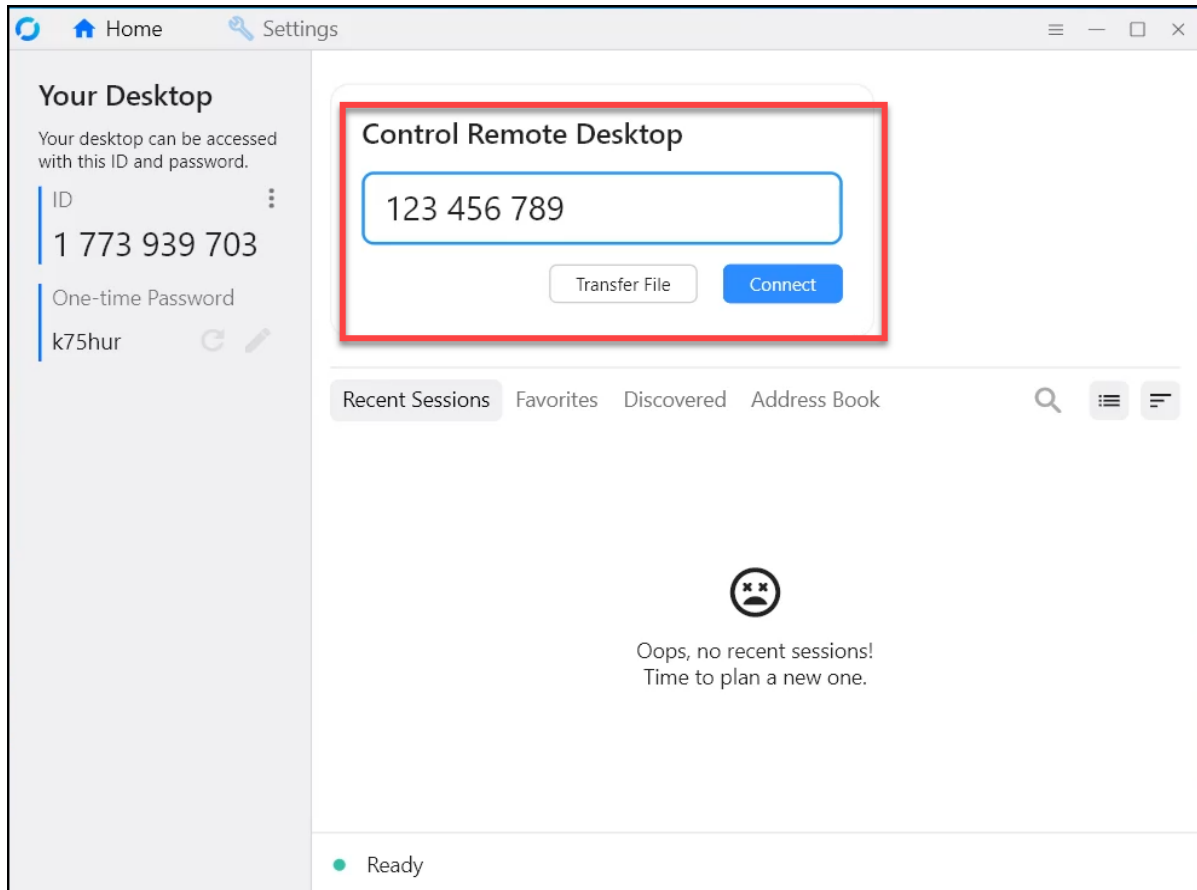 Home
Settings
Your Desktop
Your desktop can be accessed
with this ID and password.
ID
1 773 939 703
One-time Password
k75hur
Control Remote Desktop
123 456 789
Transfer File
Connect
Recent Sessions
Favorites
Discovered
Address Book
Oops, no recent sessions!
Time to plan a new one.
Ready